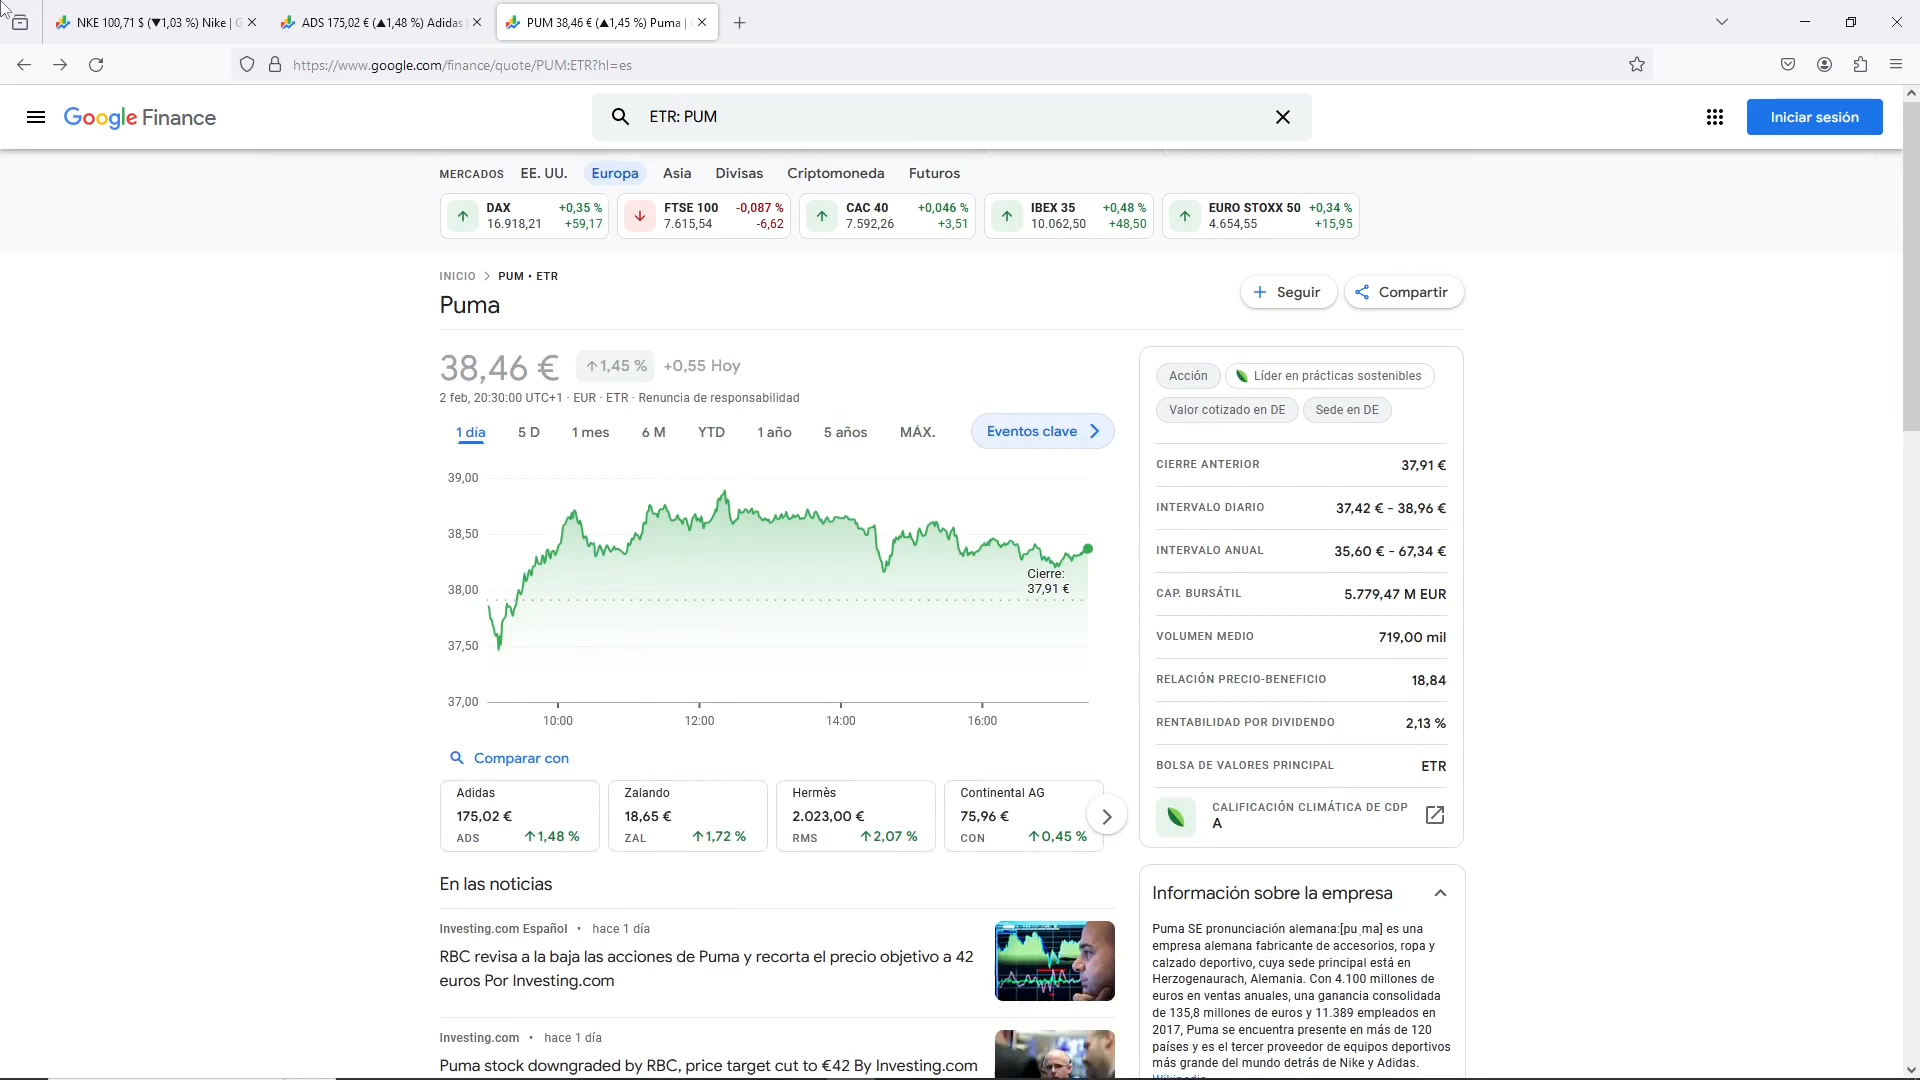 NKE 100,71 $ (▼1,03 %) Nike | G
ADS 175,02 € (▲1,48 %) Adidas
PUM 38,46 € (▲1,45 %) Puma |
https://www.google.com/finance/quote/PUM:ETR?hl=es
Google Finance
ETR: PUM
Iniciar sesión
MERCADOS EE. UU. Europa Asia Divisas Criptomoneda Futuros
DAX +0,35 %
16.918,21 +59,17
FTSE 100 -0,087 %
7.615,54 -6,62
CAC 40 +0,046 %
7.592,26 +3,51
IBEX 35 +0,48 %
10.062,50 +48,50
EURO STOXX 50 +0,34 %
4.654,55 +15,95
INICIO > PUM • ETR
Puma
Seguir
Compartir
38,46 € ↑1,45 % +0,55 Hoy
2 feb, 20:30:00 UTC+1 · EUR · ETR · Renuncia de responsabilidad
1 día 5 D 1 mes 6 M YTD 1 año 5 años MÁX.
Eventos clave
39,00
38,50
38,00
37,50
37,00
Cierre:
37,91 €
10:00 12:00 14:00 16:00
Comparar con
Adidas
175,02 €
ADS ↑1,48 %
Zalando
18,65 €
ZAL ↑1,72 %
Hermès
2.023,00 €
RMS ↑2,07 %
Continental AG
75,96 €
CON ↑0,45 %
En las noticias
Investing.com Español • hace 1 día
RBC revisa a la baja las acciones de Puma y recorta el precio objetivo a 42
euros Por Investing.com
Investing.com • hace 1 día
Puma stock downgraded by RBC, price target cut to €42 By Investing.com
Acción
Líder en prácticas sostenibles
Valor cotizado en DE
Sede en DE
CIERRE ANTERIOR 37,91 €
INTERVALO DIARIO 37,42 € - 38,96 €
INTERVALO ANUAL 35,60 € - 67,34 €
CAP. BURSÁTIL 5.779,47 M EUR
VOLUMEN MEDIO 719,00 mil
RELACIÓN PRECIO-BENEFICIO 18,84
RENTABILIDAD POR DIVIDENDO 2,13 %
BOLSA DE VALORES PRINCIPAL ETR
CALIFICACIÓN CLIMÁTICA DE CDP
A
Información sobre la empresa
Puma SE pronunciación alemana:[puˌma] es una
empresa alemana fabricante de accesorios, ropa y
calzado deportivo, cuya sede principal está en
Herzogenaurach, Alemania. Con 4.100 millones de
euros en ventas anuales, una ganancia consolidada
de 135,8 millones de euros y 11.389 empleados en
2017, Puma se encuentra presente en más de 120
países y es el tercer proveedor de equipos deportivos
más grande del mundo detrás de Nike y Adidas.